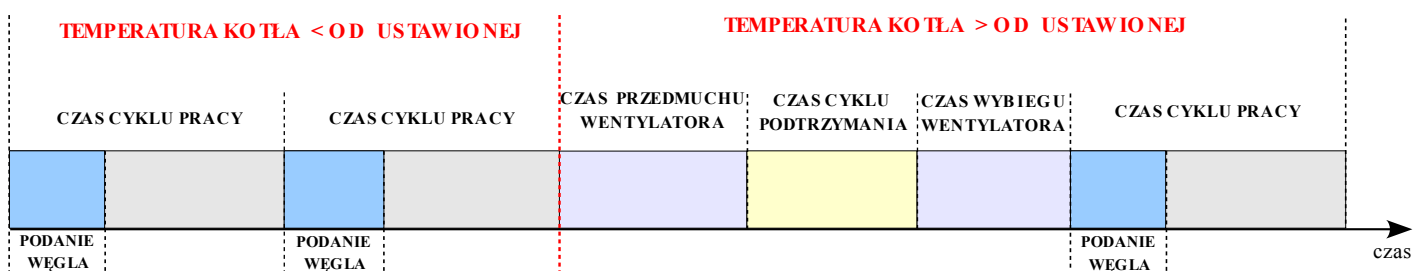 TEMPERATURA KOTŁA < OD USTAWIONEJ
TEMPERATURA KOTŁA > OD USTAWIONEJ
CZAS CYKLU PRACY
CZAS CYKLU PRACY
CZAS PRZEDMUCHU
WENTYLATORA
CZAS CYKLU
PODTRZYMANIA
CZAS WYBIEGU
WENTYLATORA
CZAS CYKLU PRACY
PODANIE
WĘGLA
PODANIE
WĘGLA
PODANIE
WĘGLA
czas